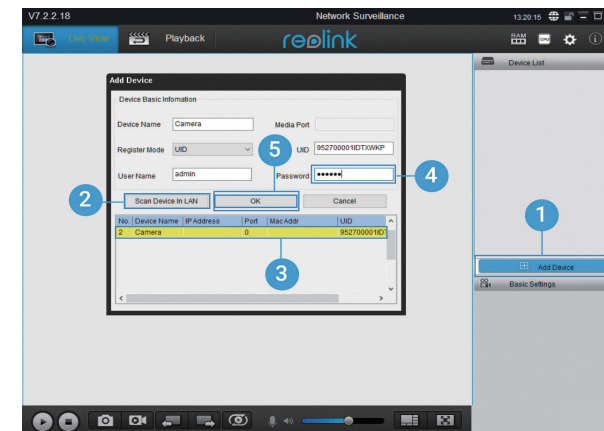 V7.2.2.18 Network Surveillance 13:20:15
Live View Playback reolink RAM CPU
Device List
Add Device
Device Basic Infomation
Device Name Camera Media Port
Register Mode UID 5 UID 952700001IDTXWKP
User Name admin Password ●●●●●● 4
2 Scan Device in LAN OK Cancel
No. Device Name IP Address Port Mac Addr UID
2 Camera 0 952700001ID
3
1
Add Device
Basic Settings